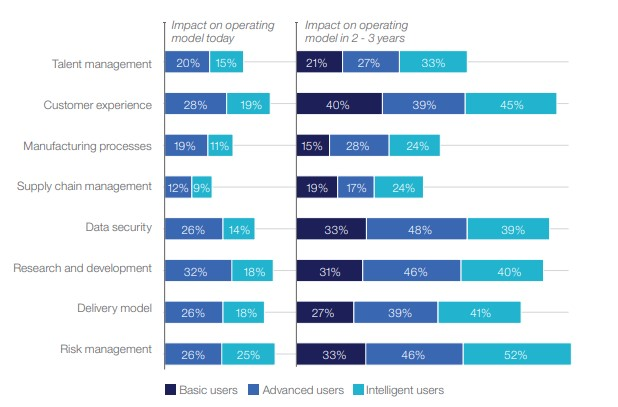 Impact on operating
model today
Impact on operating
model in 2 - 3 years
Talent management 20% 15% 21% 27% 33%
Customer experience 28% 19% 40% 39% 45%
Manufacturing processes 19% 11% 15% 28% 24%
Supply chain management 12% 9% 19% 17% 24%
Data security 26% 14% 33% 48% 39%
Research and development 32% 18% 31% 46% 40%
Delivery model 26% 18% 27% 39% 41%
Risk management 26% 25% 33% 46% 52%
Basic users Advanced users Intelligent users